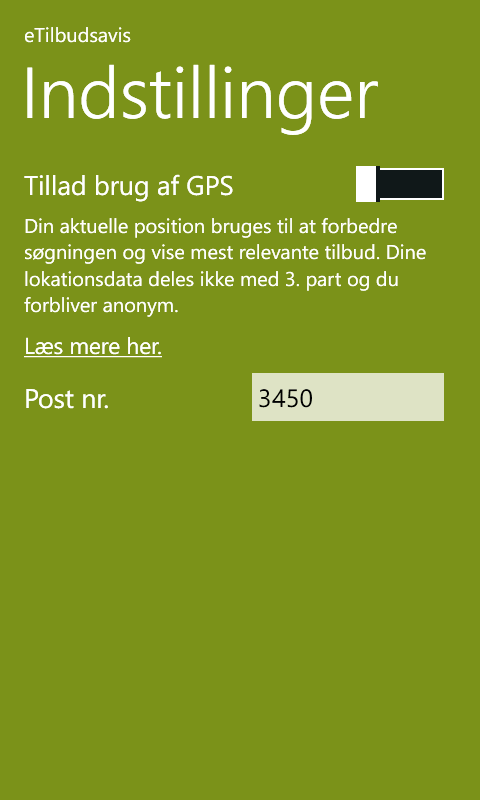 eTilbudsavis
Indstillinger
Tillad brug af GPS
Din aktuelle position bruges til at forbedre
søgningen og vise mest relevante tilbud. Dine
lokationsdata deles ikke med 3. part og du
forbliver anonym.
Læs mere her.
Post nr. 3450